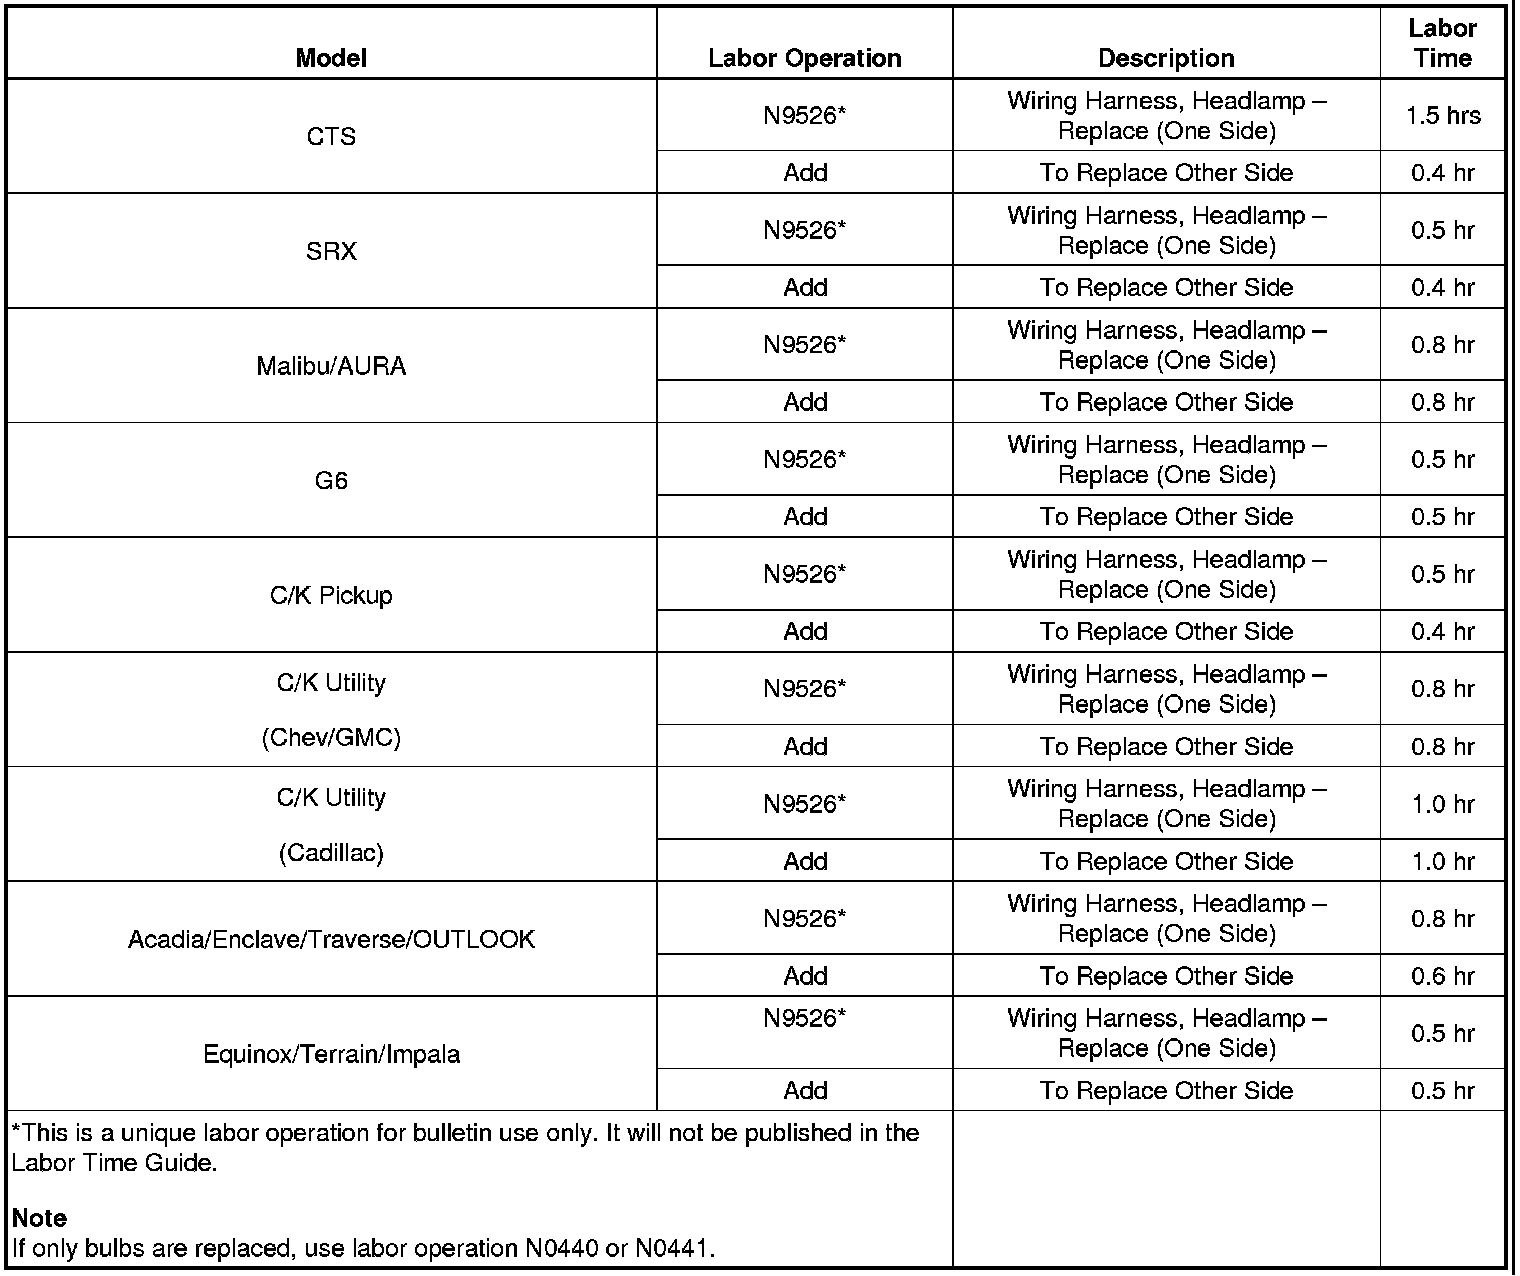 Model
Labor Operation
Description
Labor
Time
CTS
N9526*
Wiring Harness, Headlamp –
Replace (One Side)
1.5 hrs
Add
To Replace Other Side
0.4 hr
SRX
N9526*
Wiring Harness, Headlamp –
Replace (One Side)
0.5 hr
Add
To Replace Other Side
0.4 hr
Malibu/AURA
N9526*
Wiring Harness, Headlamp –
Replace (One Side)
0.8 hr
Add
To Replace Other Side
0.8 hr
G6
N9526*
Wiring Harness, Headlamp –
Replace (One Side)
0.5 hr
Add
To Replace Other Side
0.5 hr
C/K Pickup
N9526*
Wiring Harness, Headlamp –
Replace (One Side)
0.5 hr
Add
To Replace Other Side
0.4 hr
C/K Utility
(Chev/GMC)
N9526*
Wiring Harness, Headlamp –
Replace (One Side)
0.8 hr
Add
To Replace Other Side
0.8 hr
C/K Utility
(Cadillac)
N9526*
Wiring Harness, Headlamp –
Replace (One Side)
1.0 hr
Add
To Replace Other Side
1.0 hr
Acadia/Enclave/Traverse/OUTLOOK
N9526*
Wiring Harness, Headlamp –
Replace (One Side)
0.8 hr
Add
To Replace Other Side
0.6 hr
Equinox/Terrain/Impala
N9526*
Wiring Harness, Headlamp –
Replace (One Side)
0.5 hr
Add
To Replace Other Side
0.5 hr
*This is a unique labor operation for bulletin use only. It will not be published in the
Labor Time Guide.
Note
If only bulbs are replaced, use labor operation N0440 or N0441.